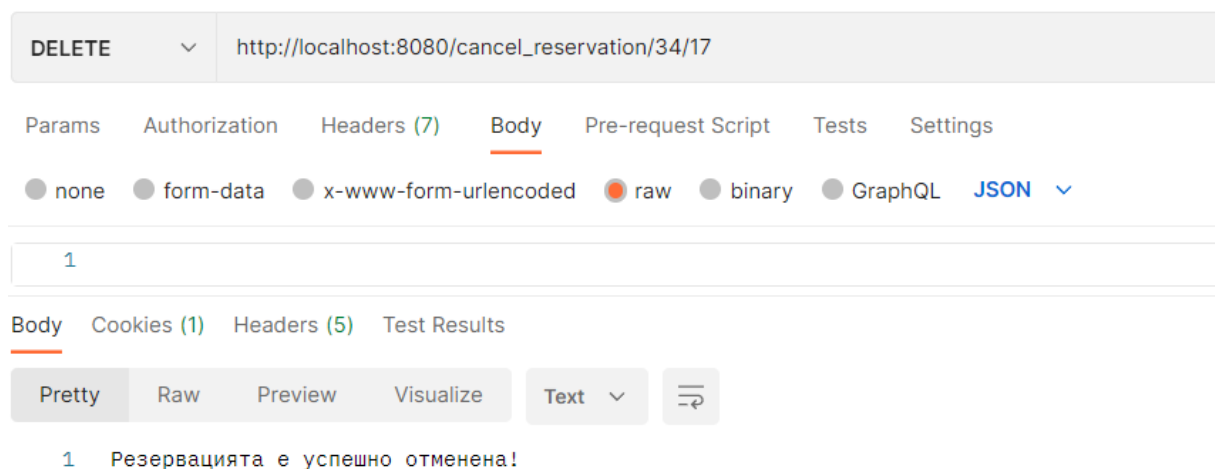 DELETE http://localhost:8080/cancel_reservation/34/17
Params Authorization Headers (7) Body Pre-request Script Tests Settings
none form-data x-www-form-urlencoded raw binary GraphQL JSON
1
Body Cookies (1) Headers (5) Test Results
Pretty Raw Preview Visualize Text
1 Резервацията е успешно отменена!